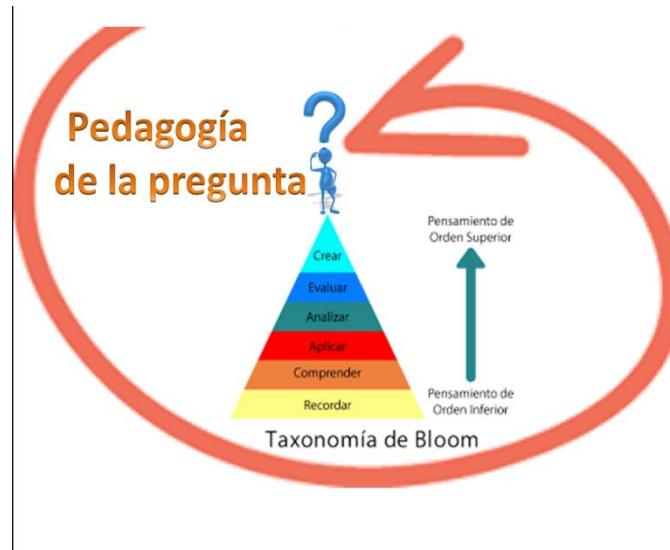 Pedagogía
de la pregunta
?
Pensamiento de
Orden Superior
Crear
Evaluar
Analizar
Aplicar
Comprender
Recordar
Pensamiento de
Orden Inferior
Taxonomía de Bloom